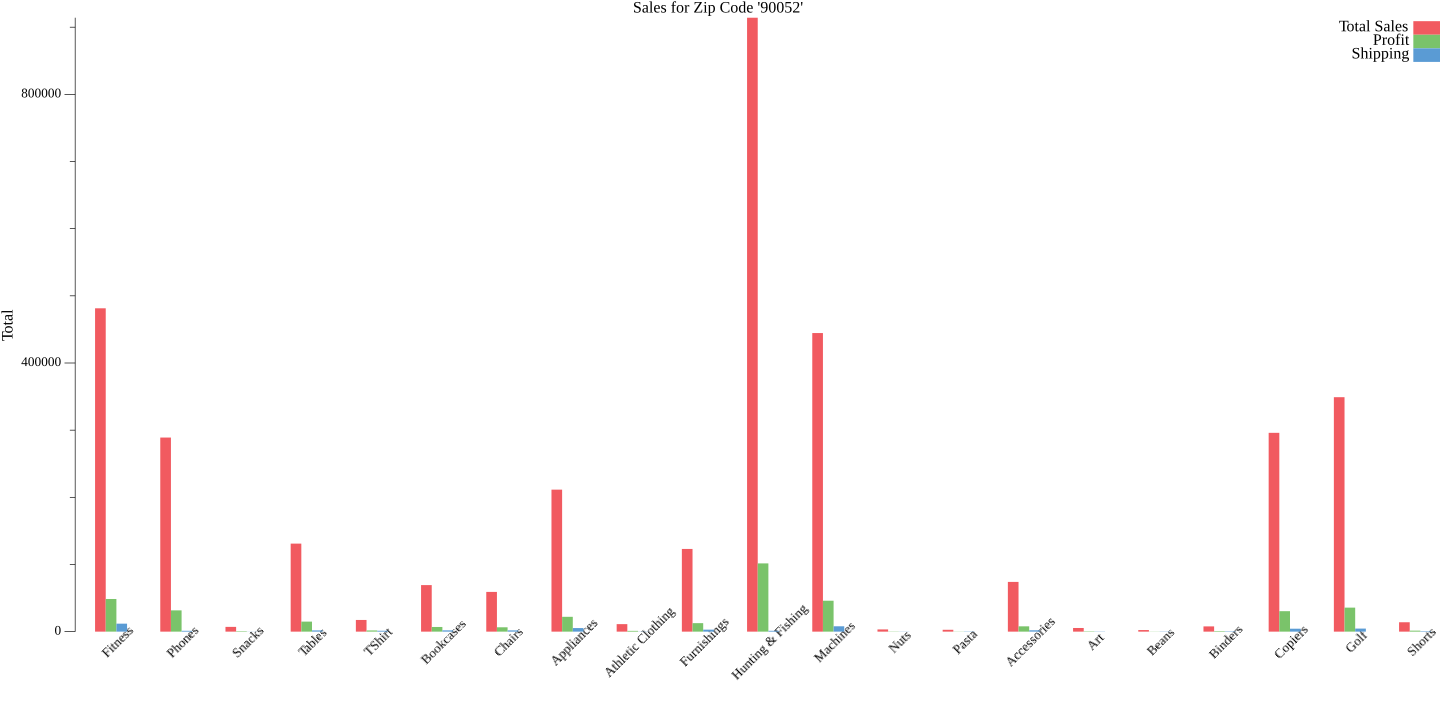 Sales for Zip Code '90052'
Total Sales
Profit
Shipping
Total
800000
400000
0
Fitness
Phones
Snacks
Tables
TShirt
Bookcases
Chairs
Appliances
Athletic Clothing
Furnishings
Hunting & Fishing
Machines
Nuts
Pasta
Accessories
Art
Beans
Binders
Copiers
Golf
Shorts